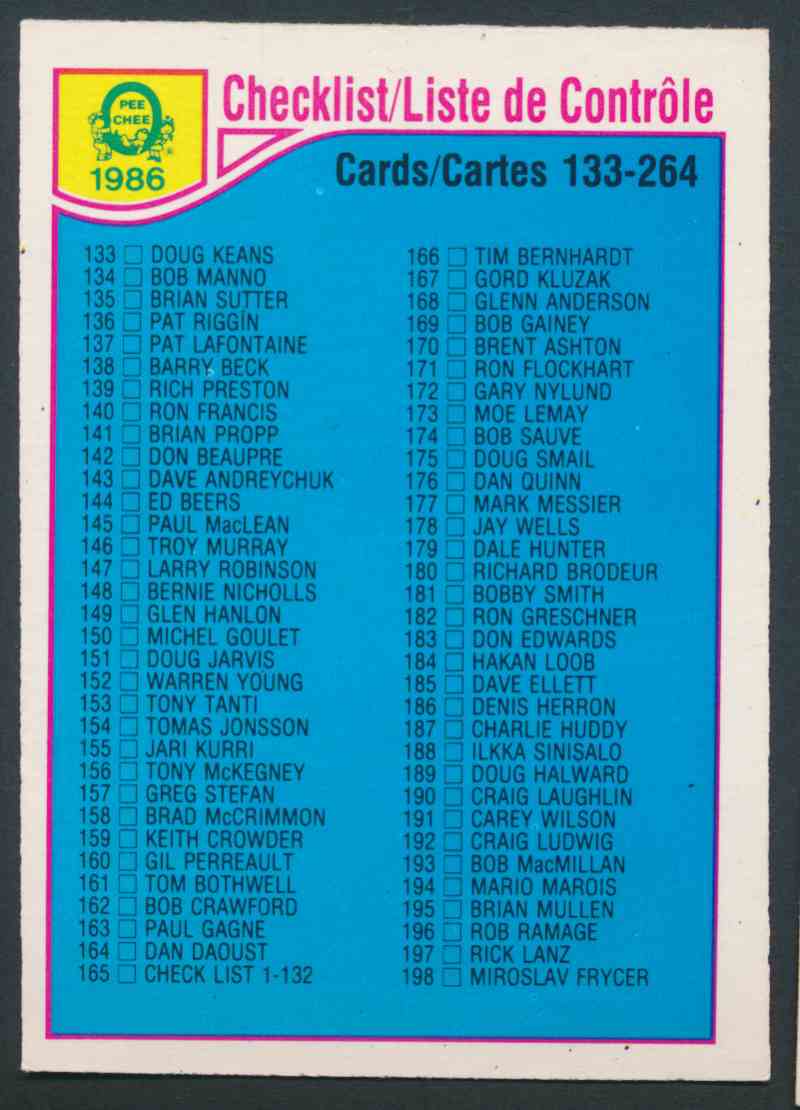 PEE
CHEE
1986
Checklist/Liste de Contrôle
Cards/Cartes 133-264
133 □ DOUG KEANS
134 □ BOB MANNO
135 □ BRIAN SUTTER
136 □ PAT RIGGIN
137 □ PAT LAFONTAINE
138 □ BARRY BECK
139 □ RICH PRESTON
140 □ RON FRANCIS
141 □ BRIAN PROPP
142 □ DON BEAUPRE
143 □ DAVE ANDREYCHUK
144 □ ED BEERS
145 □ PAUL MacLEAN
146 □ TROY MURRAY
147 □ LARRY ROBINSON
148 □ BERNIE NICHOLLS
149 □ GLEN HANLON
150 □ MICHEL GOULET
151 □ DOUG JARVIS
152 □ WARREN YOUNG
153 □ TONY TANTI
154 □ TOMAS JONSSON
155 □ JARI KURRI
156 □ TONY McKEGNEY
157 □ GREG STEFAN
158 □ BRAD McCRIMMON
159 □ KEITH CROWDER
160 □ GIL PERREAULT
161 □ TOM BOTHWELL
162 □ BOB CRAWFORD
163 □ PAUL GAGNE
164 □ DAN DAOUST
165 □ CHECK LIST 1-132
166 □ TIM BERNHARDT
167 □ GORD KLUZAK
168 □ GLENN ANDERSON
169 □ BOB GAINEY
170 □ BRENT ASHTON
171 □ RON FLOCKHART
172 □ GARY NYLUND
173 □ MOE LEMAY
174 □ BOB SAUVE
175 □ DOUG SMAIL
176 □ DAN QUINN
177 □ MARK MESSIER
178 □ JAY WELLS
179 □ DALE HUNTER
180 □ RICHARD BRODEUR
181 □ BOBBY SMITH
182 □ RON GRESCHNER
183 □ DON EDWARDS
184 □ HAKAN LOOB
185 □ DAVE ELLETT
186 □ DENIS HERRON
187 □ CHARLIE HUDDY
188 □ ILKKA SINISALO
189 □ DOUG HALWARD
190 □ CRAIG LAUGHLIN
191 □ CAREY WILSON
192 □ CRAIG LUDWIG
193 □ BOB MacMILLAN
194 □ MARIO MAROIS
195 □ BRIAN MULLEN
196 □ ROB RAMAGE
197 □ RICK LANZ
198 □ MIROSLAV FRYCER